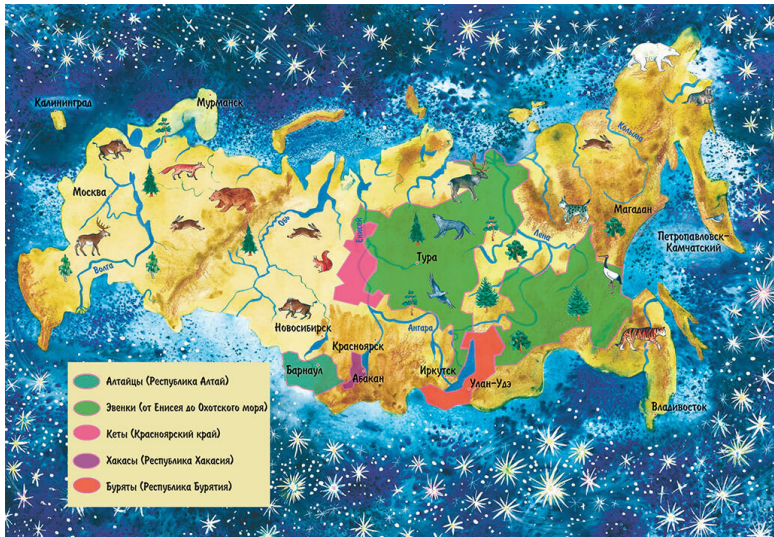 Калининград
Мурманск
Москва
Волга
Обь
Енисей
Тура
Лена
Колыма
Магадан
Петропавловск-
Камчатский
Новосибирск
Красноярск
Ангара
Барнаул
Абакан
Иркутск
Улан-Удэ
Владивосток
Алтайцы (Республика Алтай)
Эвенки (от Енисея до Охотского моря)
Кеты (Красноярский край)
Хакасы (Республика Хакасия)
Буряты (Республика Бурятия)